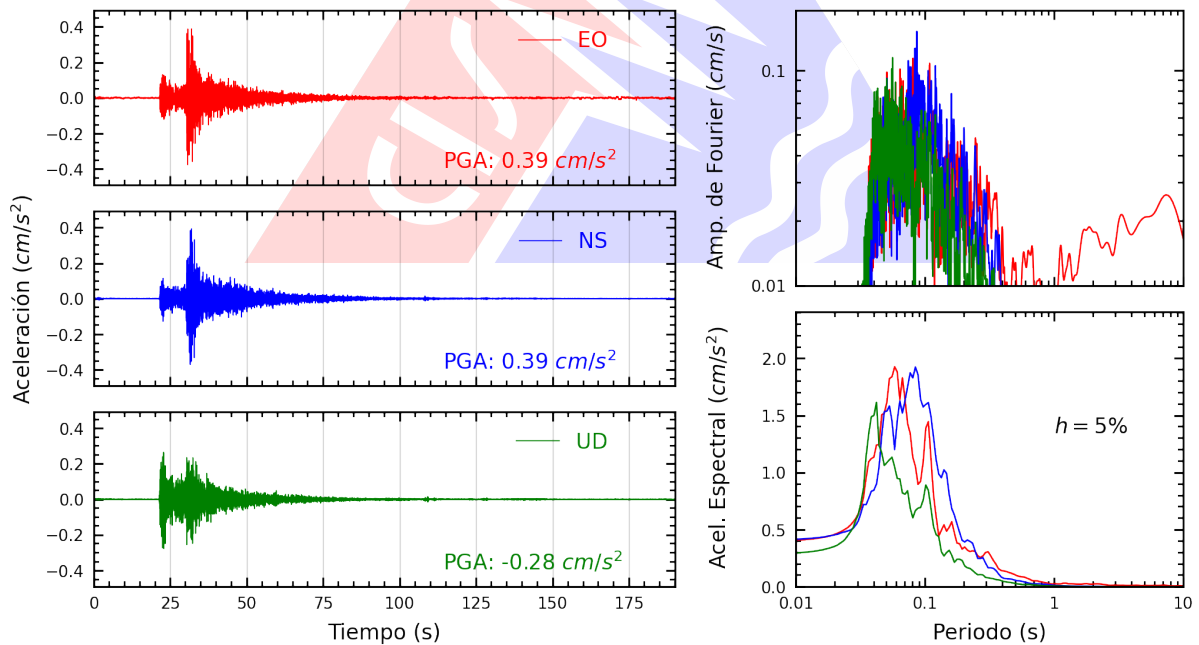 Aceleración (cm/s²)
0.4
0.2
0.0
−0.2
−0.4
EO
PGA: 0.39 cm/s²
0.4
0.2
0.0
−0.2
−0.4
NS
PGA: 0.39 cm/s²
0.4
0.2
0.0
−0.2
−0.4
UD
PGA: -0.28 cm/s²
0 25 50 75 100 125 150 175
Tiempo (s)
Amp. de Fourier (cm/s)
0.1
0.01
Acel. Espectral (cm/s²)
2.0
1.5
1.0
0.5
0.0
h = 5%
0.01 0.1 1 10
Periodo (s)
CIS